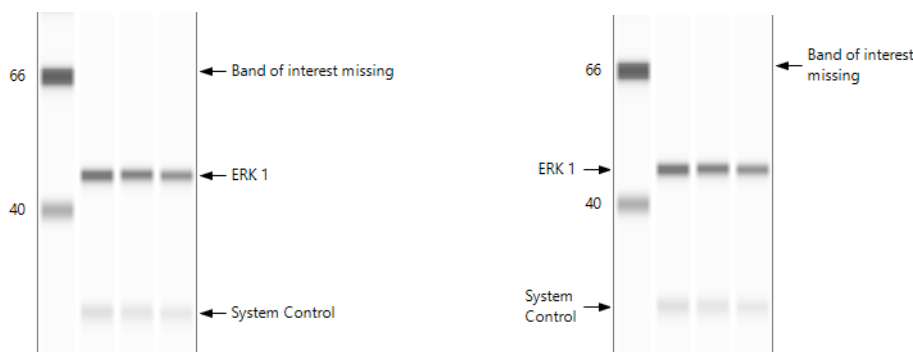 66
Band of interest missing
ERK 1
40
System Control
66
Band of interest
missing
ERK 1
40
System
Control